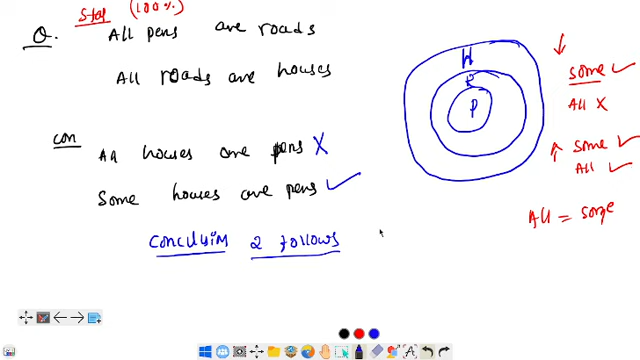 Stat (100%)
Q. All pens are roads
All roads are houses
Con
All houses are pens X
Some houses are pens ✓
Conclusion 2 follows
H
R
P
↓
Some ✓
All X
↑ Some ✓
All ✓
All = some